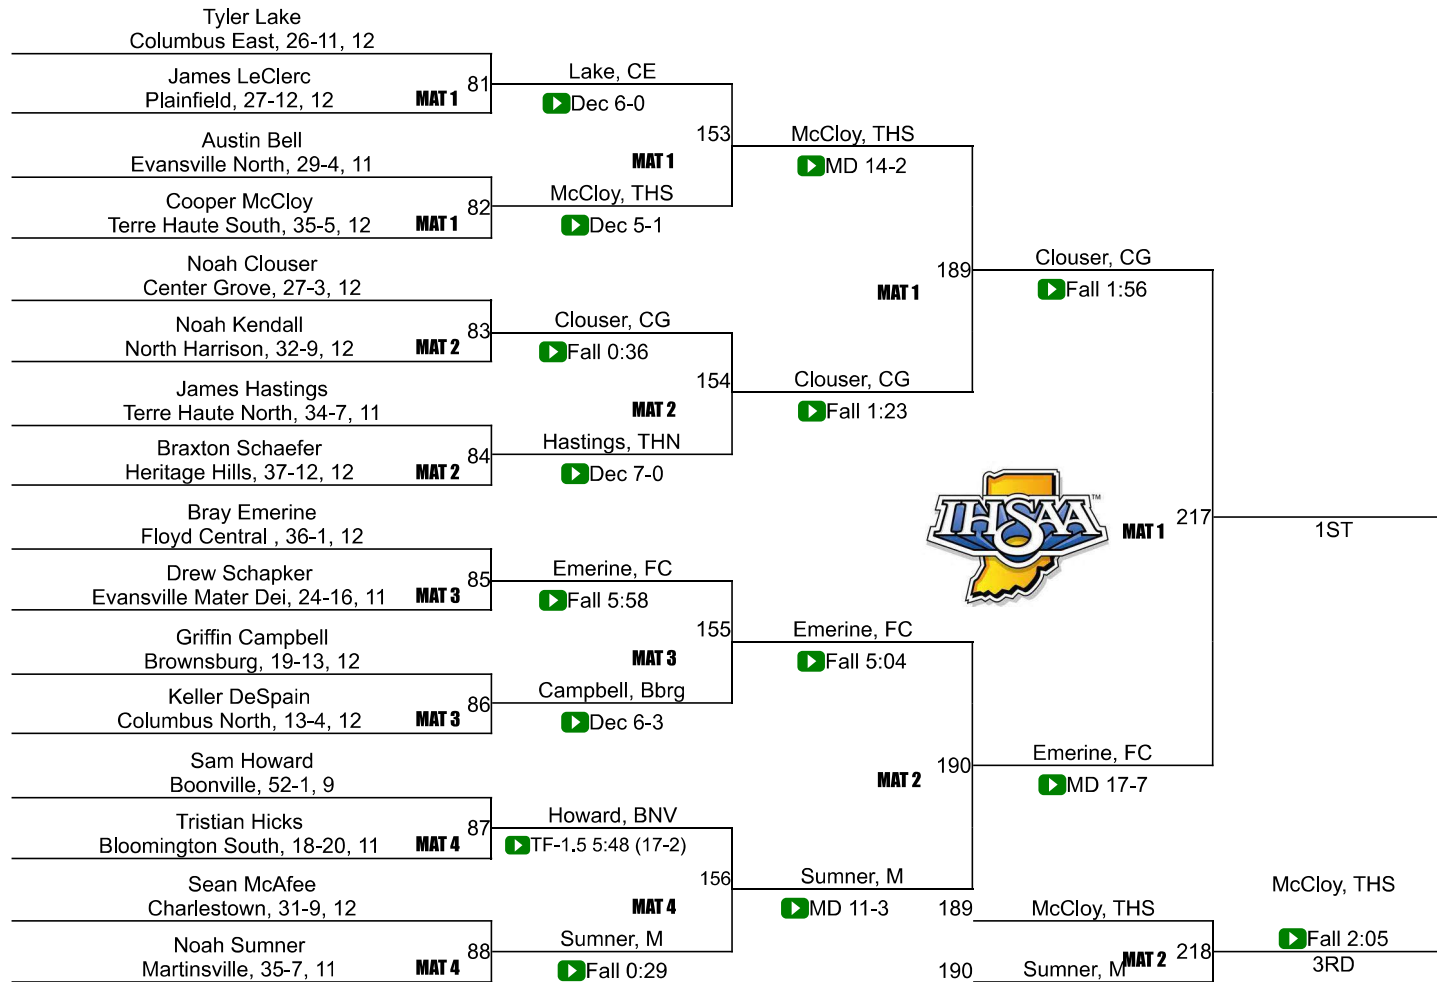 Tyler Lake
Columbus East, 26-11, 12
James LeClerc
Plainfield, 27-12, 12
MAT 1
81
Lake, CE
Dec 6-0
Austin Bell
Evansville North, 29-4, 11
Cooper McCloy
Terre Haute South, 35-5, 12
MAT 1
82
McCloy, THS
Dec 5-1
153
MAT 1
McCloy, THS
MD 14-2
Noah Clouser
Center Grove, 27-3, 12
Noah Kendall
North Harrison, 32-9, 12
MAT 2
83
Clouser, CG
Fall 0:36
James Hastings
Terre Haute North, 34-7, 11
Braxton Schaefer
Heritage Hills, 37-12, 12
MAT 2
84
Hastings, THN
Dec 7-0
154
MAT 2
Clouser, CG
Fall 1:23
189
MAT 1
Clouser, CG
Fall 1:56
Bray Emerine
Floyd Central , 36-1, 12
Drew Schapker
Evansville Mater Dei, 24-16, 11
MAT 3
85
Emerine, FC
Fall 5:58
Griffin Campbell
Brownsburg, 19-13, 12
Keller DeSpain
Columbus North, 13-4, 12
MAT 3
86
Campbell, Bbrg
Dec 6-3
155
MAT 3
Emerine, FC
Fall 5:04
Sam Howard
Boonville, 52-1, 9
Tristian Hicks
Bloomington South, 18-20, 11
MAT 4
87
Howard, BNV
TF-1.5 5:48 (17-2)
Sean McAfee
Charlestown, 31-9, 12
Noah Sumner
Martinsville, 35-7, 11
MAT 4
88
Sumner, M
Fall 0:29
156
MAT 4
Sumner, M
MD 11-3
190
MAT 2
Emerine, FC
MD 17-7
IHSAA™
MAT 1
217
1ST
189
McCloy, THS
190
Sumner, M
MAT 2
218
McCloy, THS
Fall 2:05
3RD